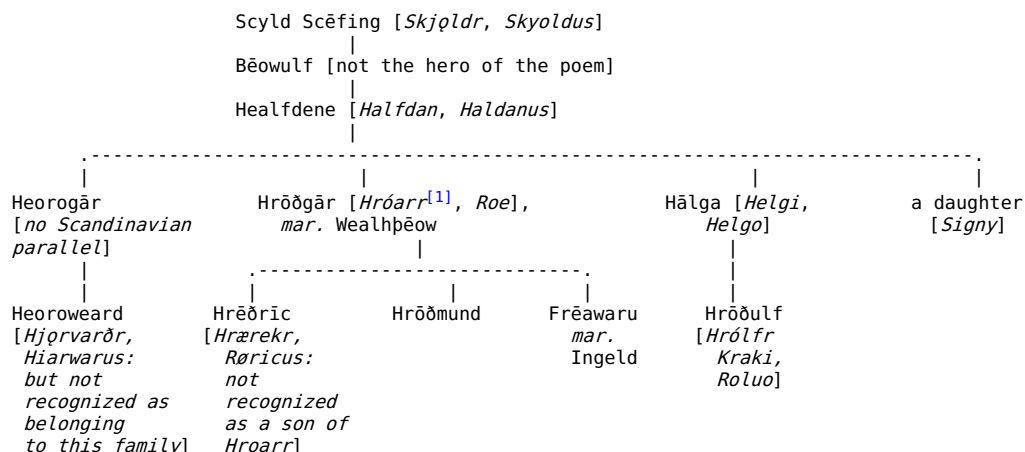 Scyld Scēfing [Skjǫldr, Skyoldus]
Bēowulf [not the hero of the poem]
Healfdene [Halfdan, Haldanus]
Heorogār Hrōðgār [Hróarr[1], Roe], Hālga [Helgi, a daughter
[no Scandinavian mar. Wealhþēow Helgo] [Signy]
parallel]
Heoroweard Hrēðrīc Hrōðmund Frēawaru Hrōðulf
[Hjǫrvarðr, [Hrærekr, mar. [Hrólfr
Hiarwarus: Røricus: Ingeld Kraki,
but not not Roluo]
recognized as recognized
belonging as a son of
to this family] Hroarr]